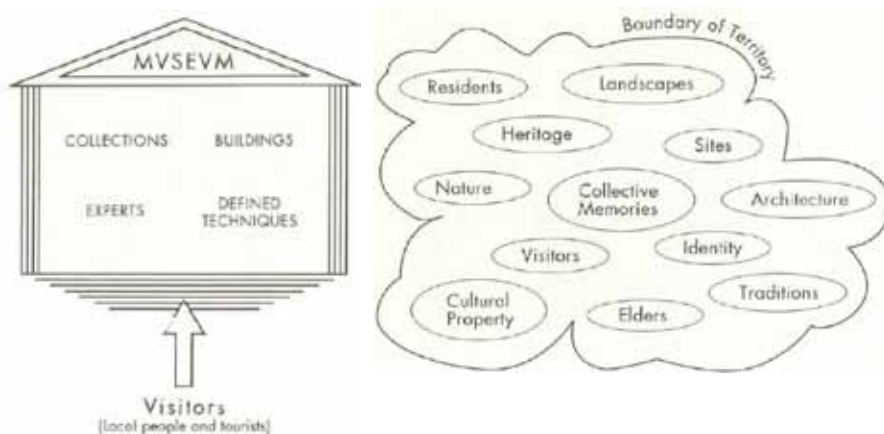 MVSEVM
COLLECTIONS
BUILDINGS
EXPERTS
DEFINED
TECHNIQUES
Visitors
(Local people and tourists)
Boundary of Territory
Residents
Landscapes
Heritage
Sites
Nature
Collective
Memories
Architecture
Visitors
Identity
Cultural
Property
Elders
Traditions